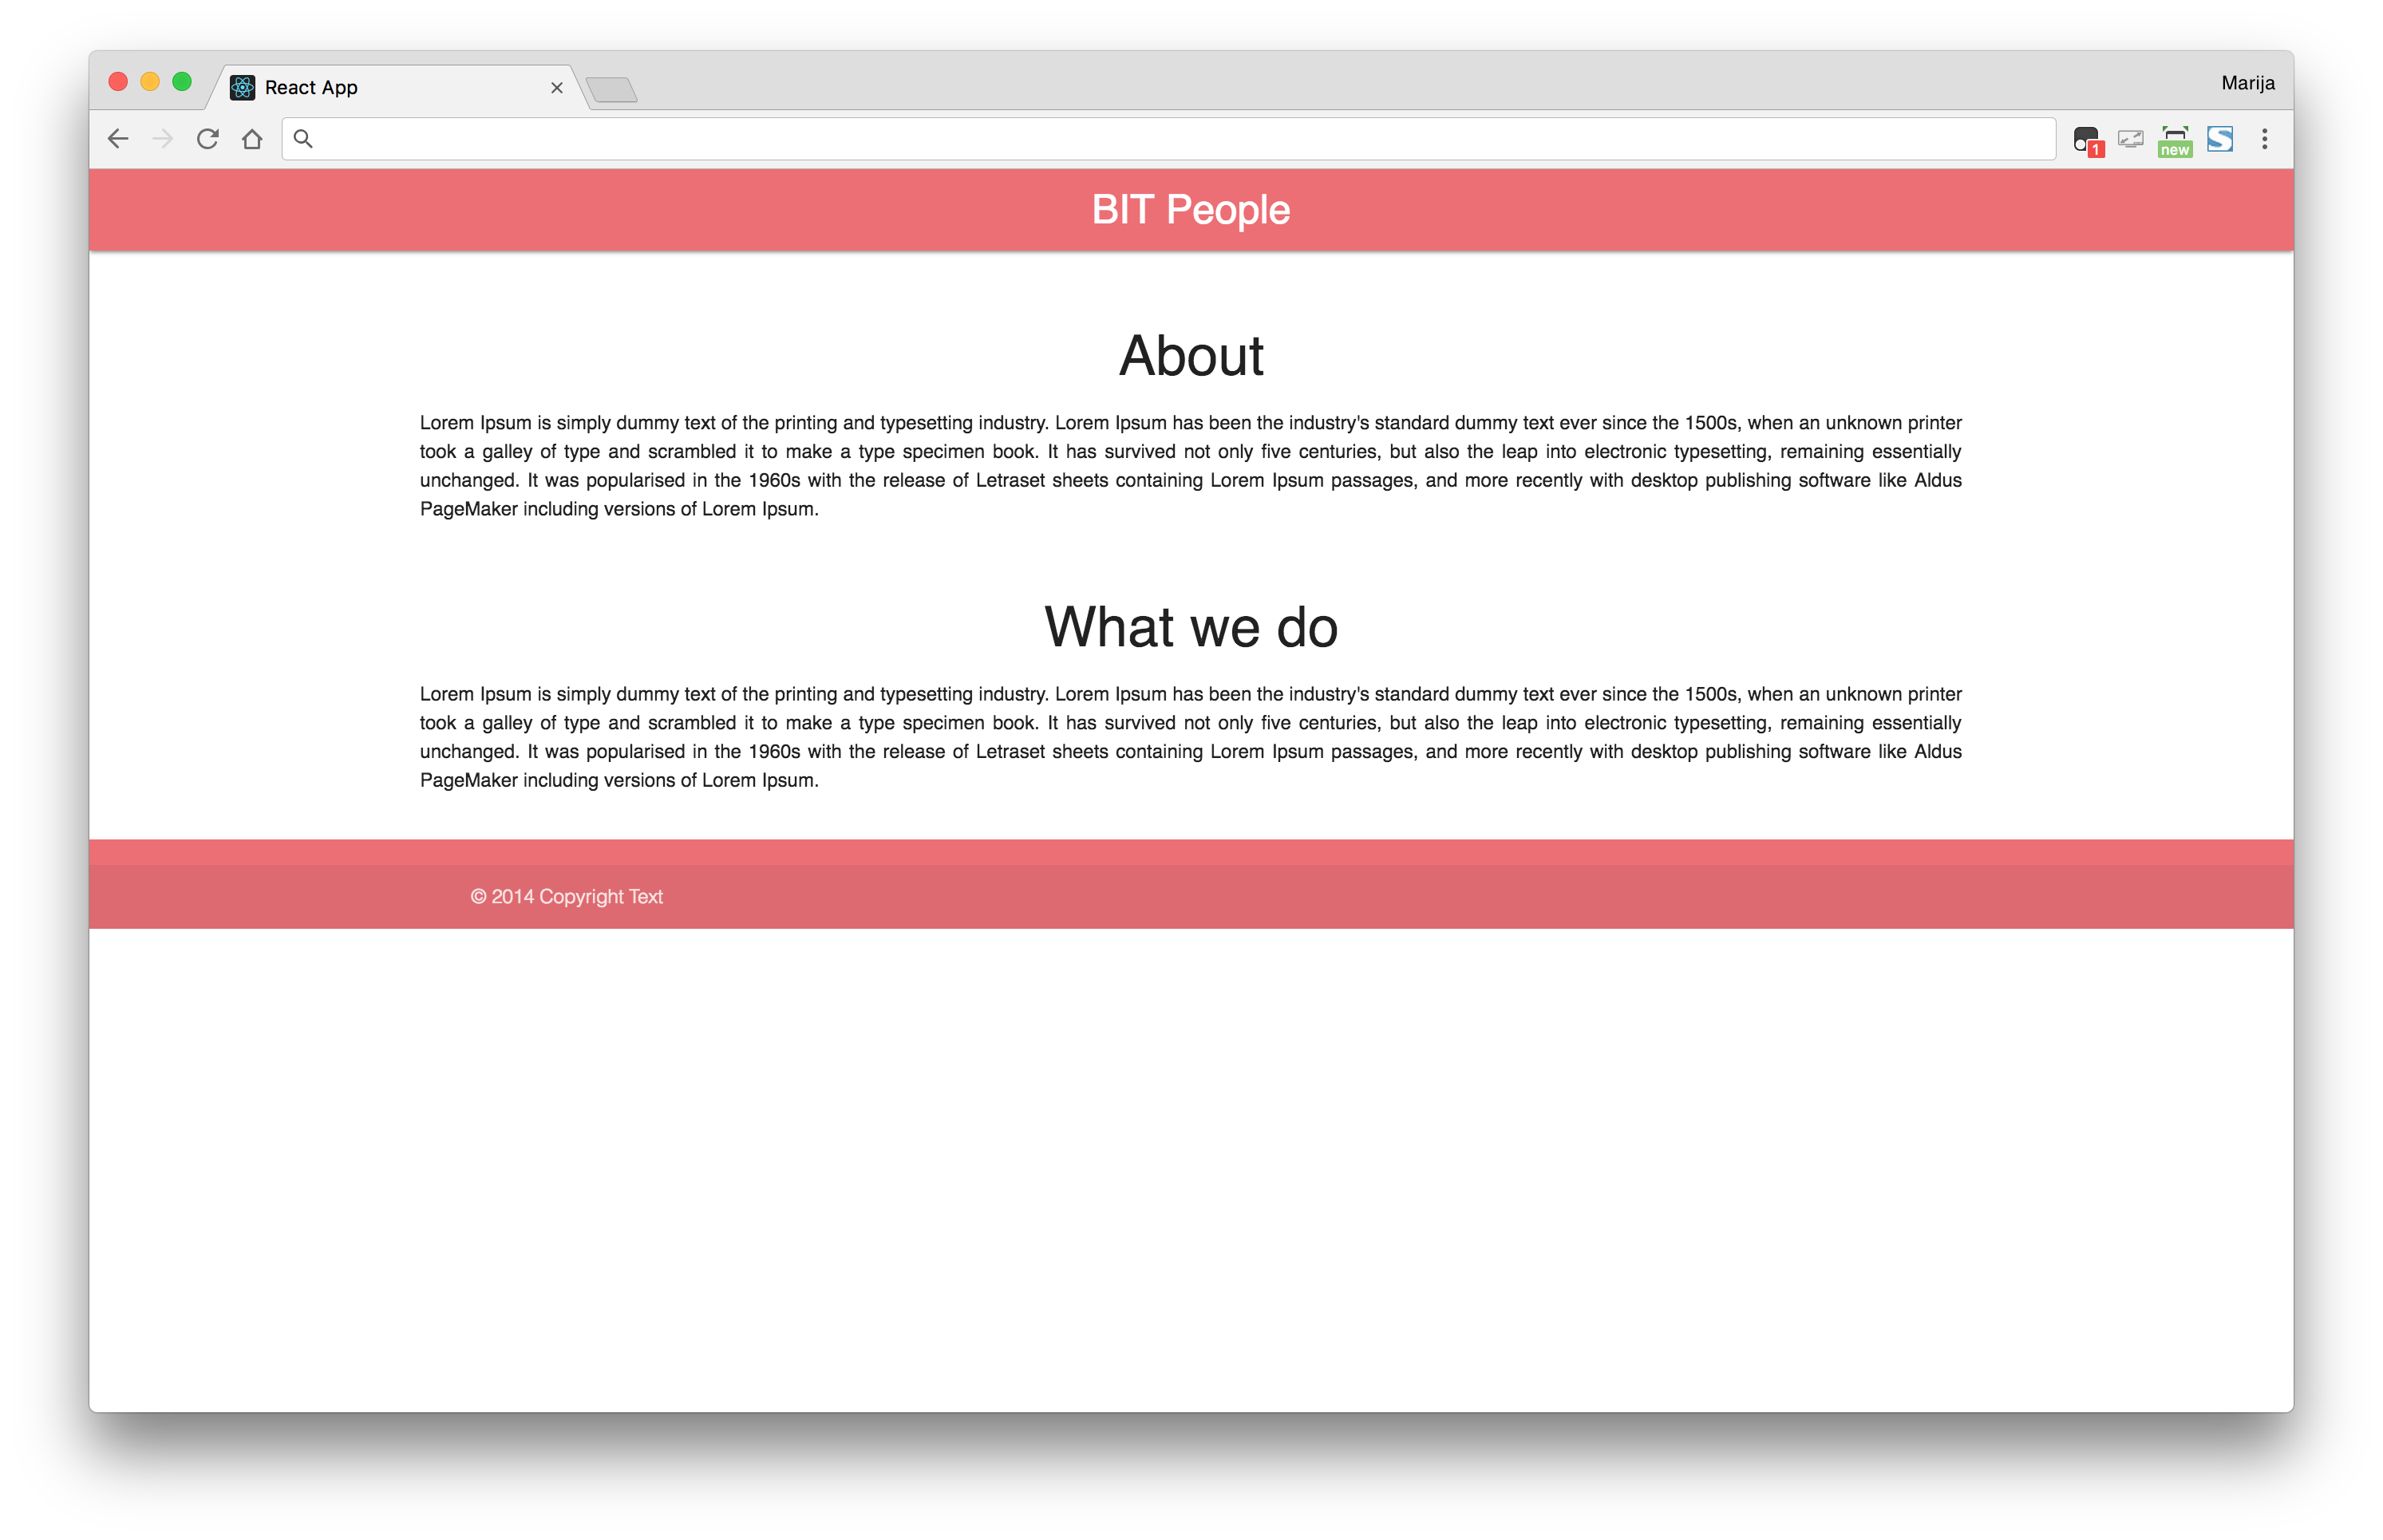 React App
Marija
1
new
BIT People
About
Lorem Ipsum is simply dummy text of the printing and typesetting industry. Lorem Ipsum has been the industry's standard dummy text ever since the 1500s, when an unknown printer
took a galley of type and scrambled it to make a type specimen book. It has survived not only five centuries, but also the leap into electronic typesetting, remaining essentially
unchanged. It was popularised in the 1960s with the release of Letraset sheets containing Lorem Ipsum passages, and more recently with desktop publishing software like Aldus
PageMaker including versions of Lorem Ipsum.
What we do
Lorem Ipsum is simply dummy text of the printing and typesetting industry. Lorem Ipsum has been the industry's standard dummy text ever since the 1500s, when an unknown printer
took a galley of type and scrambled it to make a type specimen book. It has survived not only five centuries, but also the leap into electronic typesetting, remaining essentially
unchanged. It was popularised in the 1960s with the release of Letraset sheets containing Lorem Ipsum passages, and more recently with desktop publishing software like Aldus
PageMaker including versions of Lorem Ipsum.
© 2014 Copyright Text